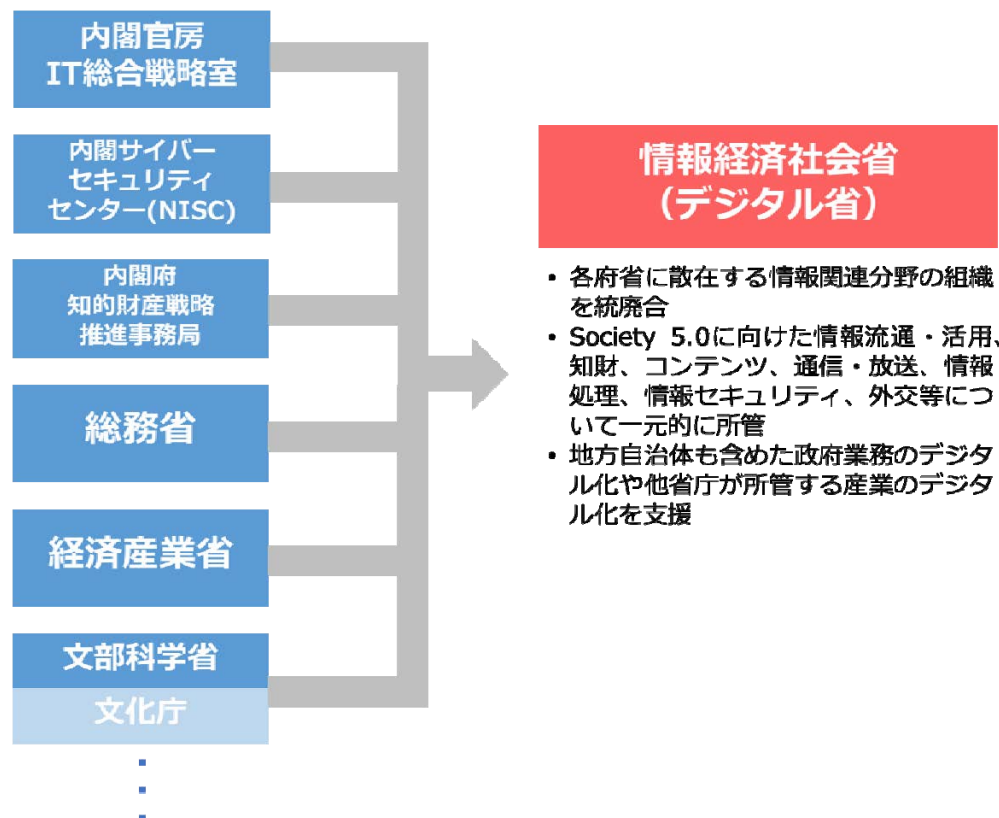 内閣官房
IT総合戦略室
内閣サイバー
セキュリティ
センター(NISC)
内閣府
知的財産戦略
推進事務局
総務省
経済産業省
文部科学省
文化庁
情報経済社会省
（デジタル省）
• 各府省に散在する情報関連分野の組織
を統廃合
• Society 5.0に向けた情報流通・活用、
知財、コンテンツ、通信・放送、情報
処理、情報セキュリティ、外交等につ
いて一元的に所管
• 地方自治体も含めた政府業務のデジタ
ル化や他省庁が所管する産業のデジタ
ル化を支援